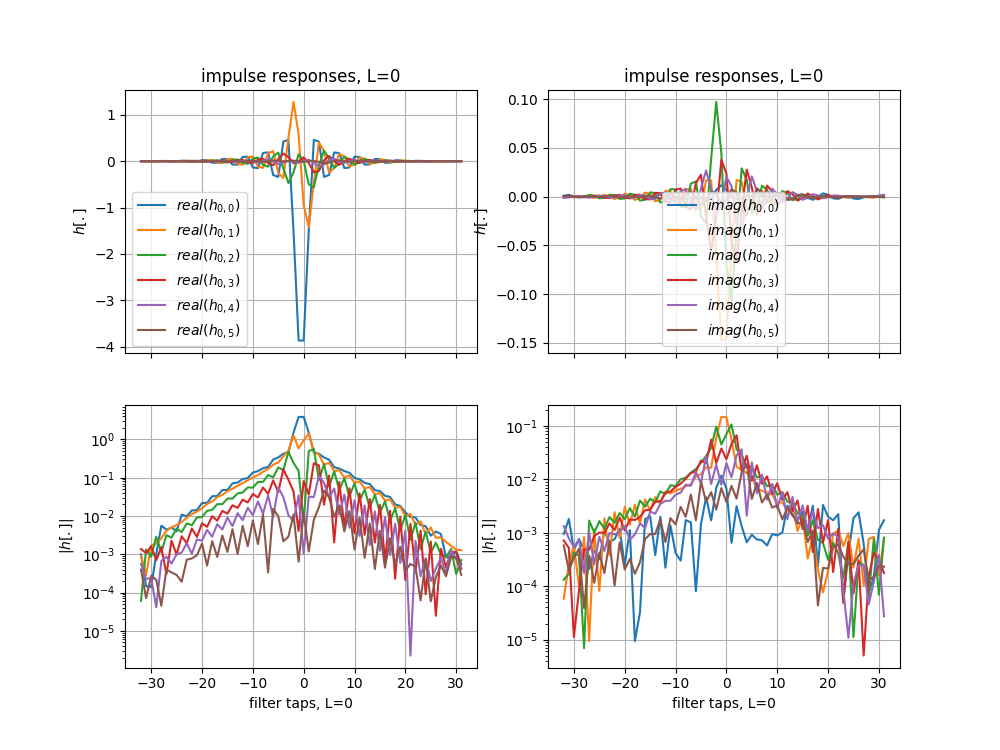 impulse responses, L=0
impulse responses, L=0
h[.]
1
0
−1
−2
−3
−4
real(h0,0)
real(h0,1)
real(h0,2)
real(h0,3)
real(h0,4)
real(h0,5)
h[.]
0.10
0.05
0.00
−0.05
−0.10
−0.15
imag(h0,0)
imag(h0,1)
imag(h0,2)
imag(h0,3)
imag(h0,4)
imag(h0,5)
|h[.]|
10⁰
10⁻¹
10⁻²
10⁻³
10⁻⁴
10⁻⁵
−30 −20 −10 0 10 20 30
filter taps, L=0
|h[.]|
10⁻¹
10⁻²
10⁻³
10⁻⁴
10⁻⁵
−30 −20 −10 0 10 20 30
filter taps, L=0